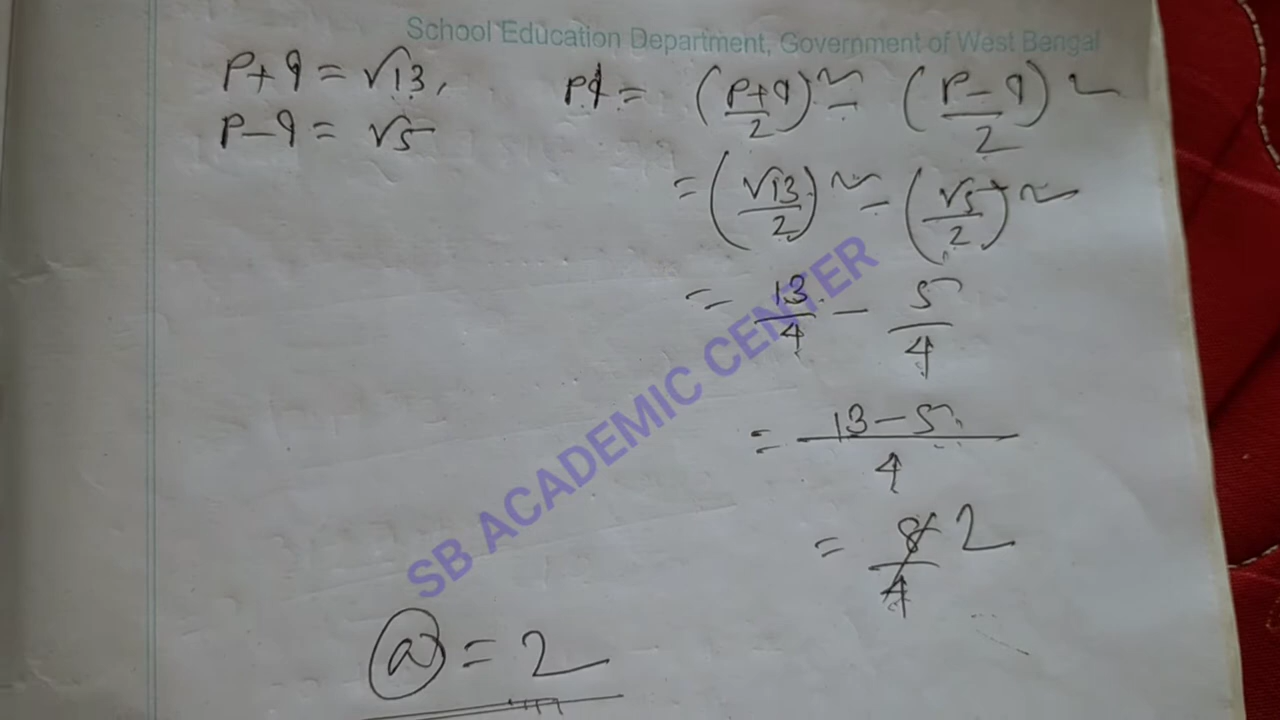 School Education Department, Government of West Bengal
p+q = √13, pq = (p+q/2)² - (p-q/2)²
p-q = √5
= (√13/2)² - (√5/2)²
= 13/4 - 5/4
= 13-5/4
= 8/4 2
SB ACADEMIC CENTER
(a) = 2